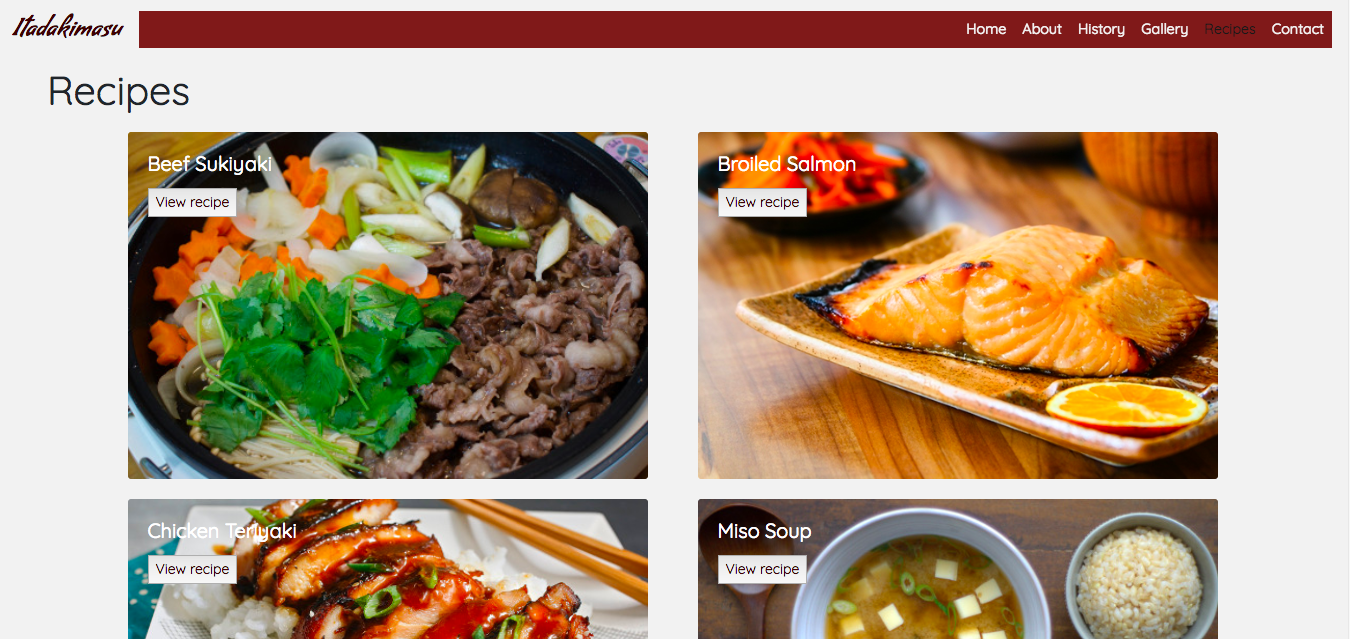 Itadakimasu
Home About History Gallery Recipes Contact
Recipes
Beef Sukiyaki
View recipe
Broiled Salmon
View recipe
Chicken Teriyaki
View recipe
Miso Soup
View recipe